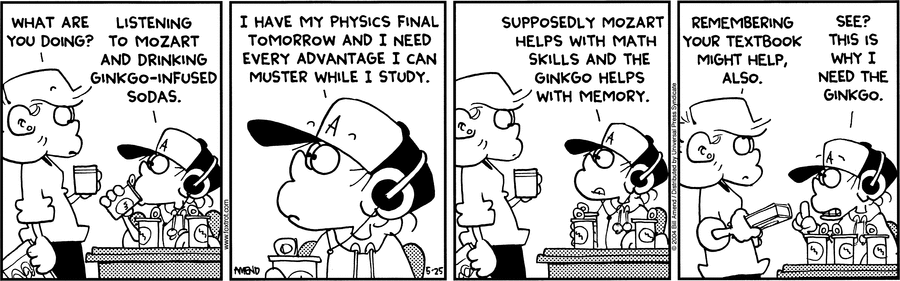 WHAT ARE
YOU DOING?
LISTENING
TO MOZART
AND DRINKING
GINKGO-INFUSED
SODAS.
www.foxtrot.com
I HAVE MY PHYSICS FINAL
TOMORROW AND I NEED
EVERY ADVANTAGE I CAN
MUSTER WHILE I STUDY.
A
AMEND
5-25
SUPPOSEDLY MOZART
HELPS WITH MATH
SKILLS AND THE
GINKGO HELPS
WITH MEMORY.
A
© 2004 Bill Amend / Distributed by Universal Press Syndicate
REMEMBERING
YOUR TEXTBOOK
MIGHT HELP,
ALSO.
SEE?
THIS IS
WHY I
NEED THE
GINKGO.
A